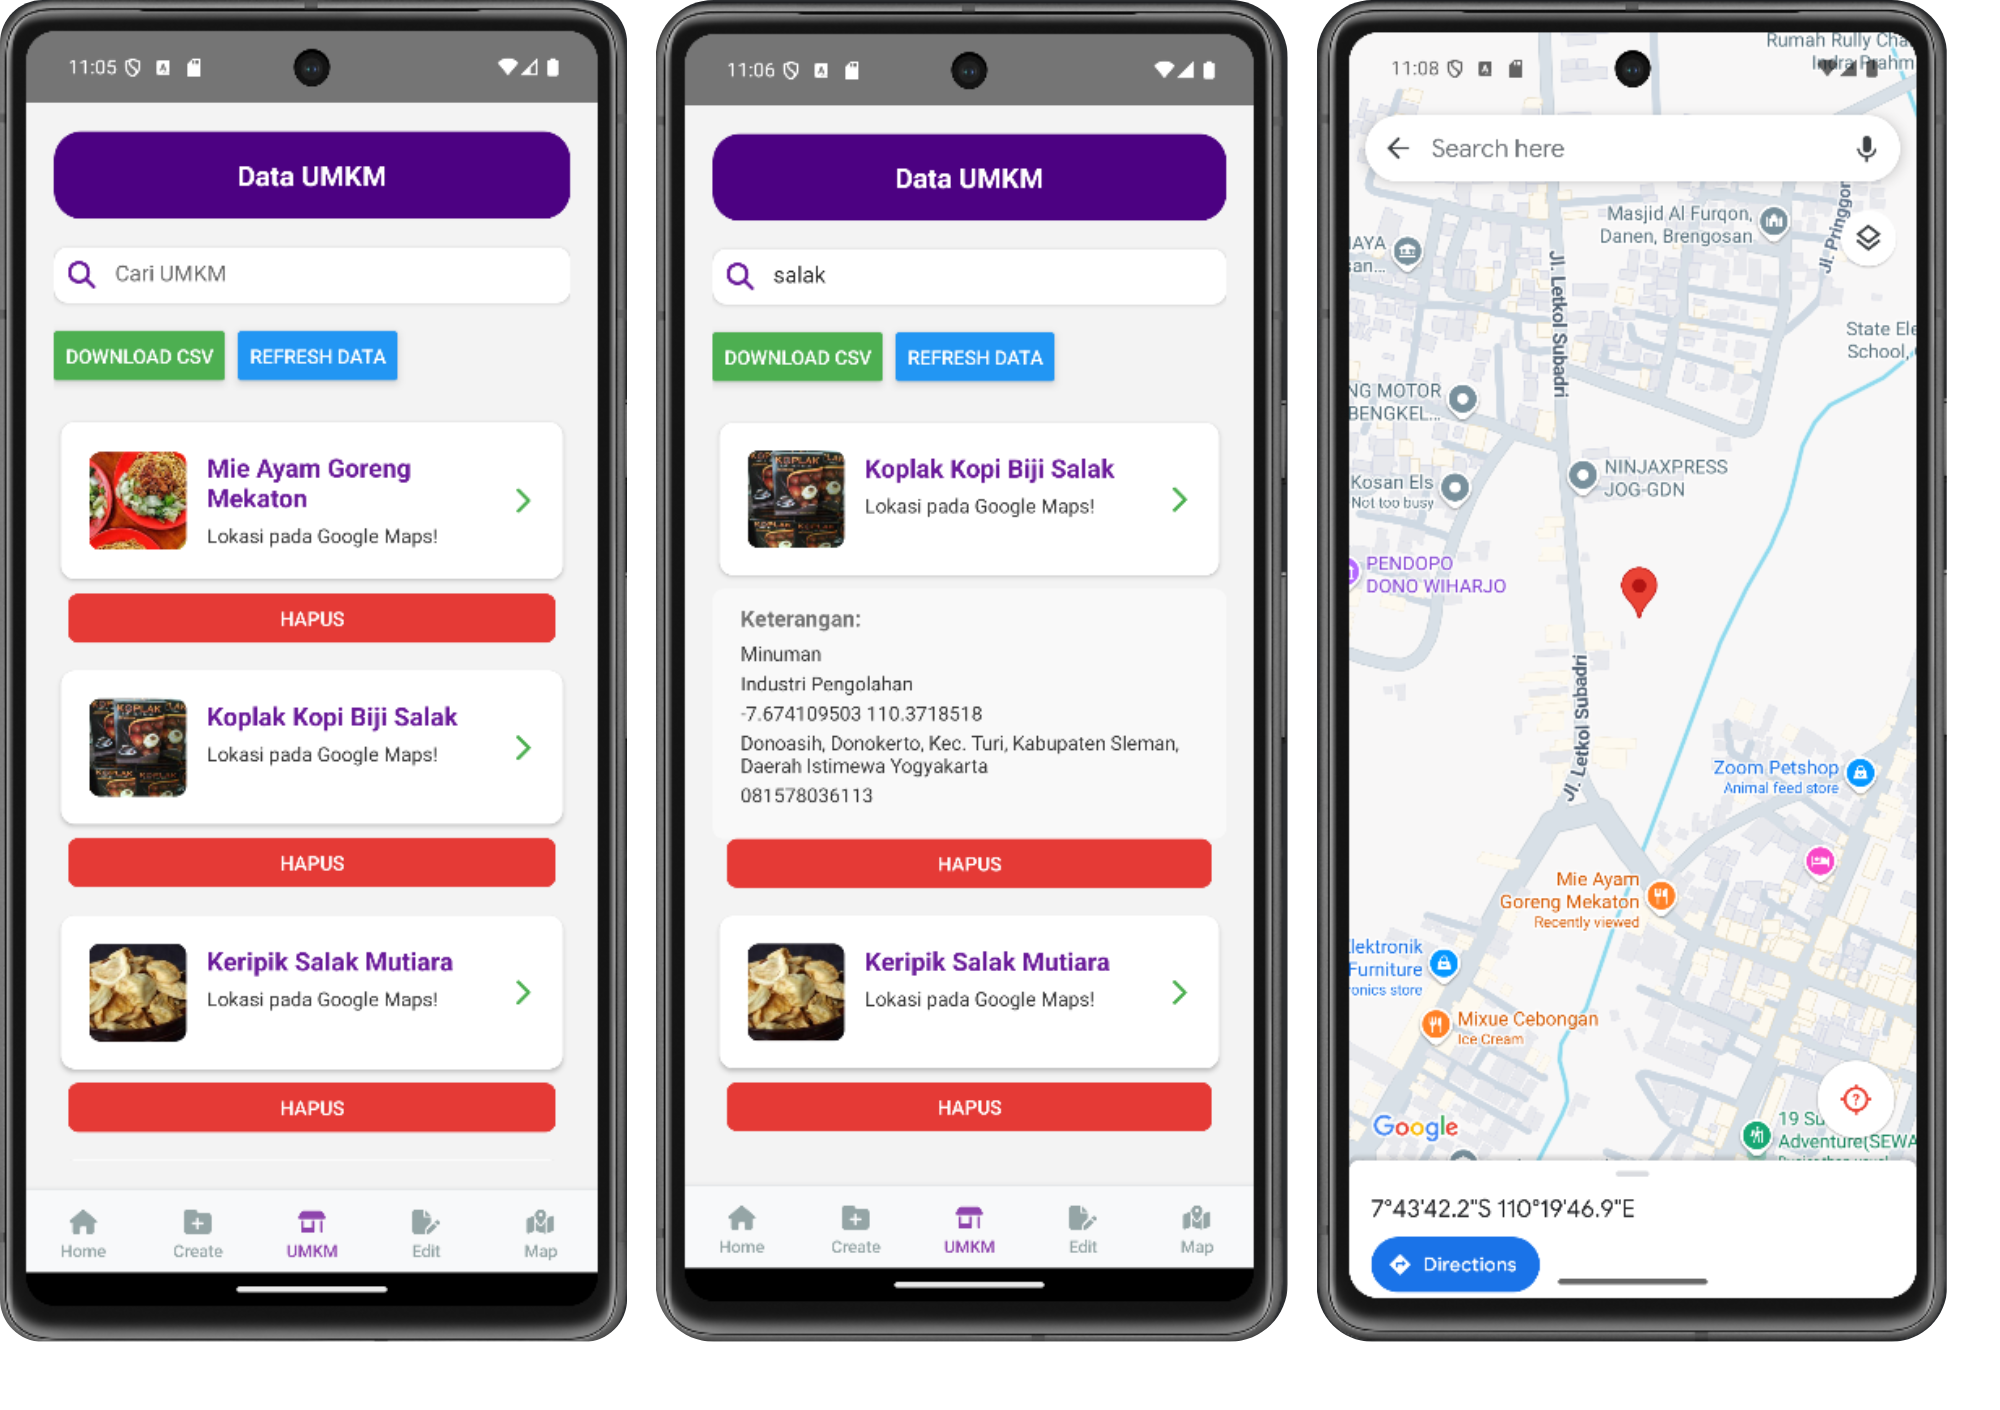 11:05
Data UMKM
Cari UMKM
DOWNLOAD CSV
REFRESH DATA
Mie Ayam Goreng
Mekaton
Lokasi pada Google Maps!
HAPUS
Koplak Kopi Biji Salak
Lokasi pada Google Maps!
HAPUS
Keripik Salak Mutiara
Lokasi pada Google Maps!
HAPUS
Home
Create
UMKM
Edit
Map
11:06
Data UMKM
salak
DOWNLOAD CSV
REFRESH DATA
KOPLAK
Koplak Kopi Biji Salak
Lokasi pada Google Maps!
Keterangan:
Minuman
Industri Pengolahan
-7.674109503 110.3718518
Donoasih, Donokerto, Kec. Turi, Kabupaten Sleman,
Daerah Istimewa Yogyakarta
081578036113
HAPUS
Keripik Salak Mutiara
Lokasi pada Google Maps!
HAPUS
Home
Create
UMKM
Edit
Map
Rumah Rully Cha
Indra Prahm
11:08
Search here
Masjid Al Furqon,
Danen, Brengosan
Jl. Pringgor
JAYA
san...
Jl. Letkol Subadri
State Ele
School,
NG MOTOR
BENGKEL...
NINJAXPRESS
JOG-GDN
Kosan Els
Not too busy
PENDOPO
DONO WIHARJO
Jl. Letkol Subadri
Zoom Petshop
Animal feed store
Mie Ayam
Goreng Mekaton
Recently viewed
lektronik
Furniture
ronics store
Mixue Cebongan
Ice Cream
Google
19 Su
Adventure(SEWA
7°43'42.2"S 110°19'46.9"E
Directions